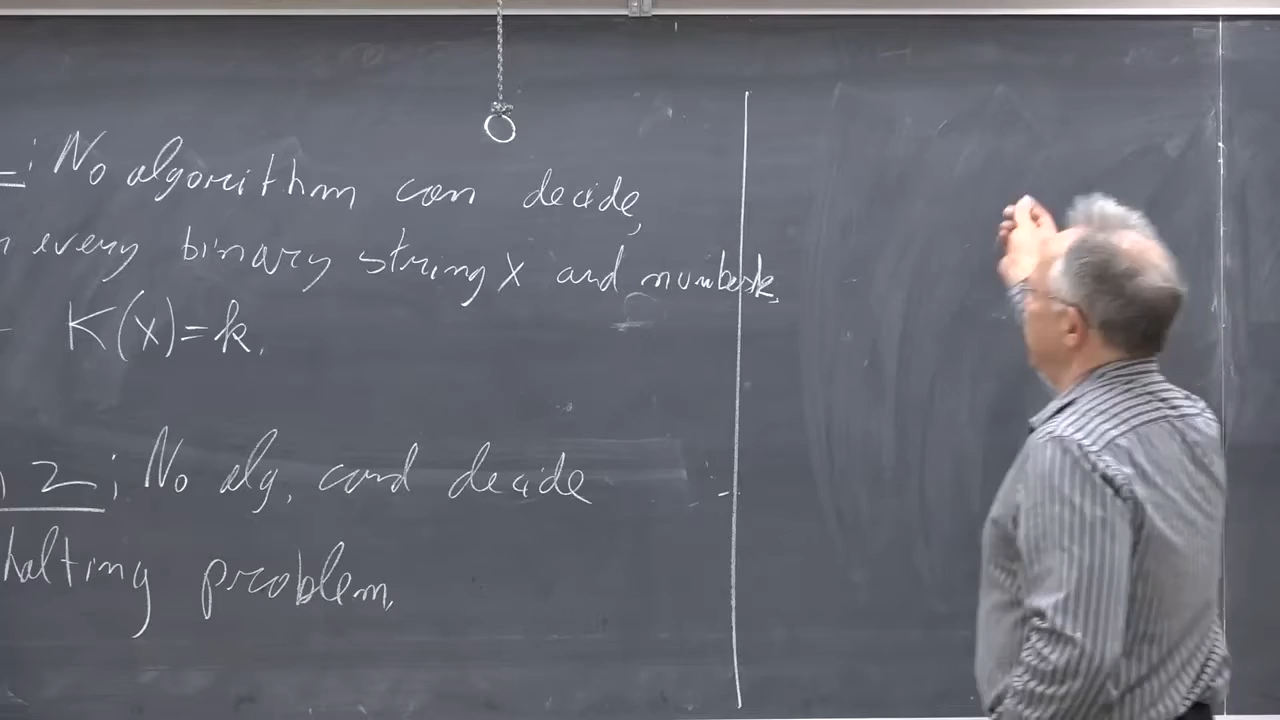 : No algorithm can decide,
every binary string x and number k,
K(x)=k.
2: No alg. can decide
halting problem.